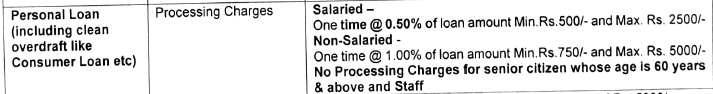 Personal Loan
(including clean
overdraft like
Consumer Loan etc)
Processing Charges
Salaried –
One time @ 0.50% of loan amount Min.Rs.500/- and Max. Rs. 2500/-
Non-Salaried -
One time @ 1.00% of loan amount Min.Rs.750/- and Max. Rs. 5000/-
No Processing Charges for senior citizen whose age is 60 years
& above and Staff